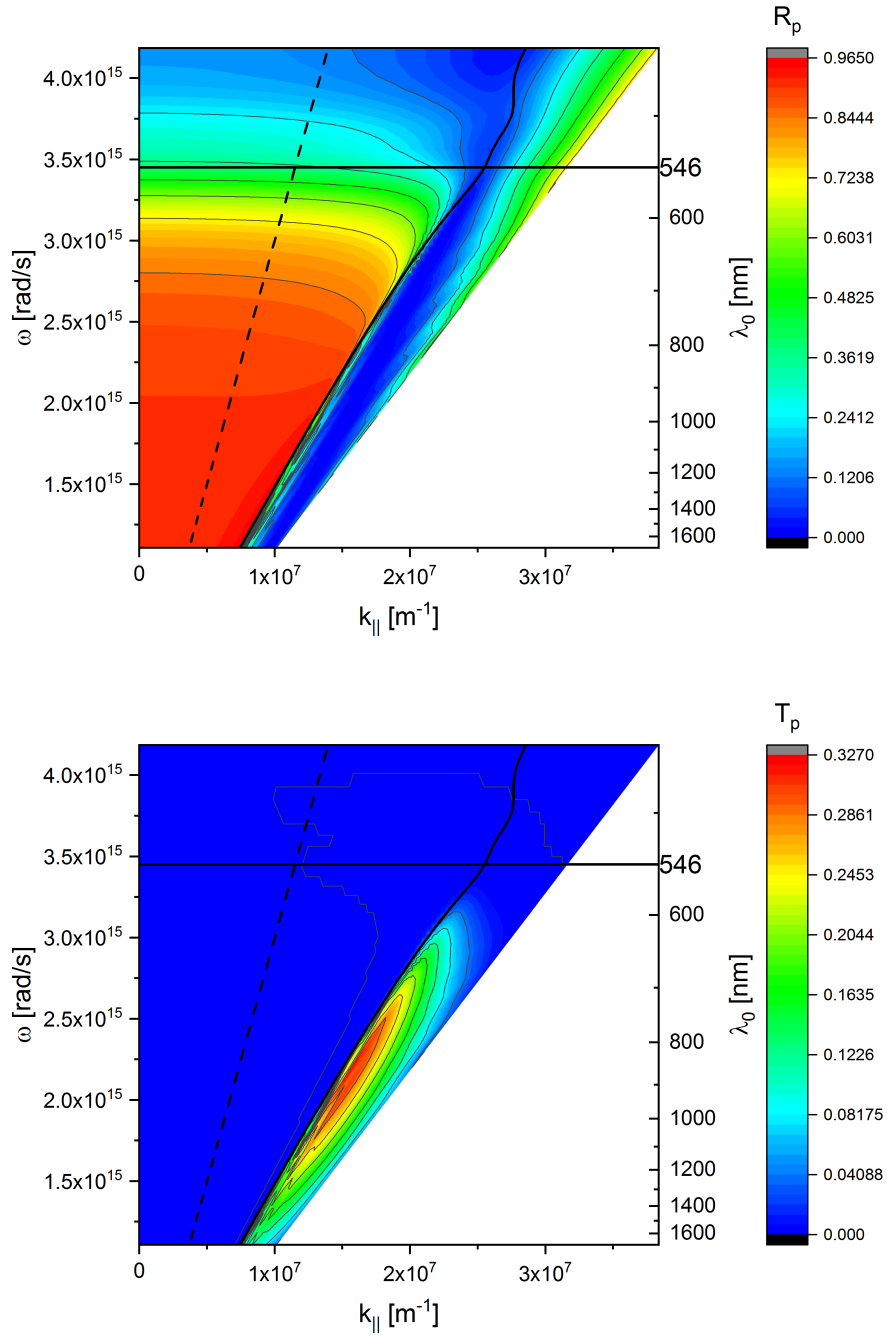 R_p
4.0x10^15
3.5x10^15
3.0x10^15
2.5x10^15
2.0x10^15
1.5x10^15
ω [rad/s]
546
600
800
1000
1200
1400
1600
λ_0 [nm]
0
1x10^7
2x10^7
3x10^7
k_|| [m^-1]
0.9650
0.8444
0.7238
0.6031
0.4825
0.3619
0.2412
0.1206
0.000
T_p
4.0x10^15
3.5x10^15
3.0x10^15
2.5x10^15
2.0x10^15
1.5x10^15
ω [rad/s]
546
600
800
1000
1200
1400
1600
λ_0 [nm]
0
1x10^7
2x10^7
3x10^7
k_|| [m^-1]
0.3270
0.2861
0.2453
0.2044
0.1635
0.1226
0.08175
0.04088
0.000